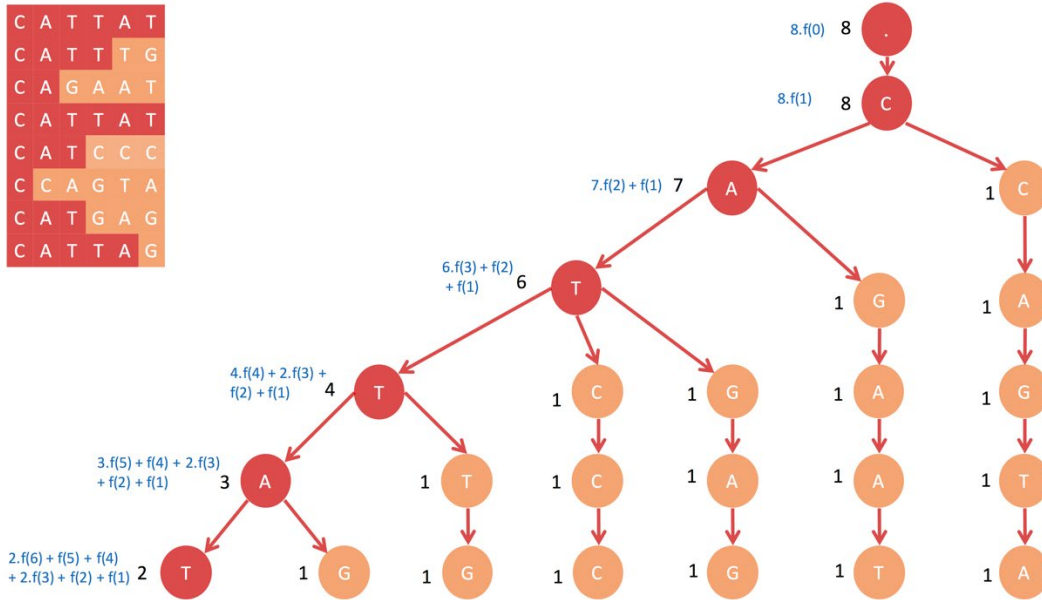 C A T T A T
C A T T T G
C A G A A T
C A T T A T
C A T C C C
C C A G T A
C A T G A G
C A T T A G
8.f(0) 8 .
8.f(1) 8 C
7.f(2) + f(1) 7 A 1 C
6.f(3) + f(2)
+ f(1) 6 T 1 G 1 A
4.f(4) + 2.f(3) +
f(2) + f(1) 4 T 1 C 1 G 1 A 1 G
3.f(5) + f(4) + 2.f(3)
+ f(2) + f(1) 3 A 1 T 1 C 1 A 1 A 1 T
2.f(6) + f(5) + f(4)
+ 2.f(3) + f(2) + f(1) 2 T 1 G 1 G 1 C 1 G 1 T 1 A